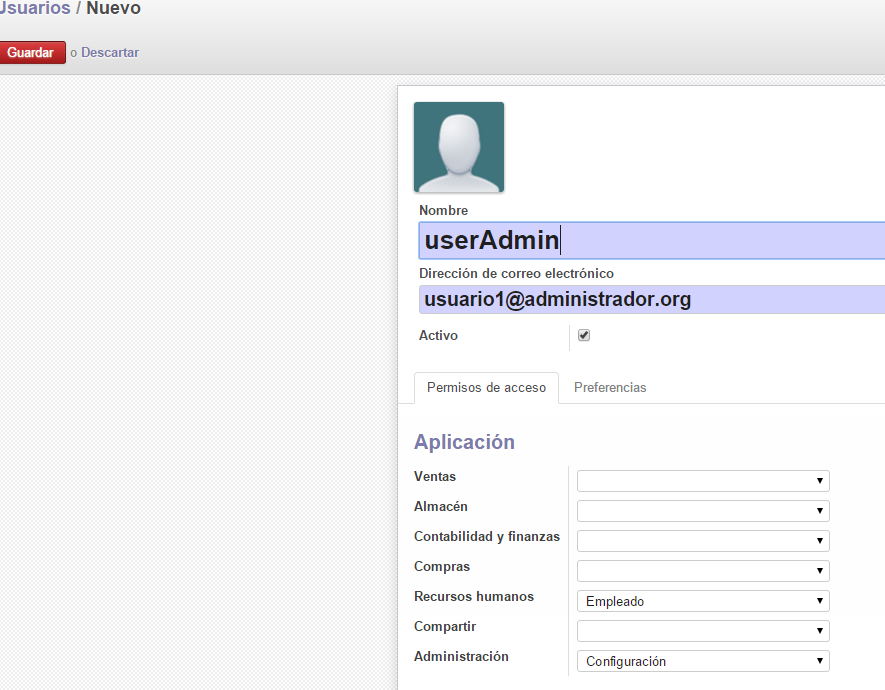 Usuarios / Nuevo
Guardar o Descartar
Nombre
userAdmin
Dirección de correo electrónico
usuario1@administrador.org
Activo
Permisos de acceso Preferencias
Aplicación
Ventas
Almacén
Contabilidad y finanzas
Compras
Recursos humanos Empleado
Compartir
Administración Configuración